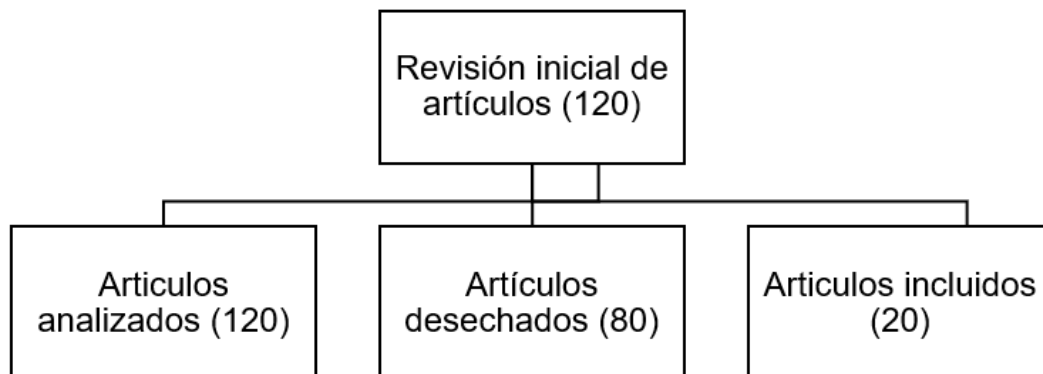 Revisión inicial de
artículos (120)
Articulos
analizados (120)
Artículos
desechados (80)
Articulos incluidos
(20)